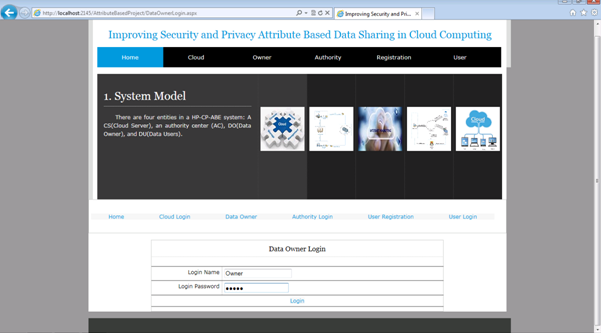 http://localhost:2145/AttributeBasedProject/DataOwnerLogin.aspx
Improving Security and Pri...
Improving Security and Privacy Attribute Based Data Sharing in Cloud Computing
Home Cloud Owner Authority Registration User
1. System Model
There are four entities in a HP-CP-ABE system: A
CS(Cloud Server), an authority center (AC), DO(Data
Owner), and DU(Data Users).
Cloud
Cloud
Home Cloud Login Data Owner Authority Login User Registration User Login
Data Owner Login
Login Name Owner
Login Password •••••
Login